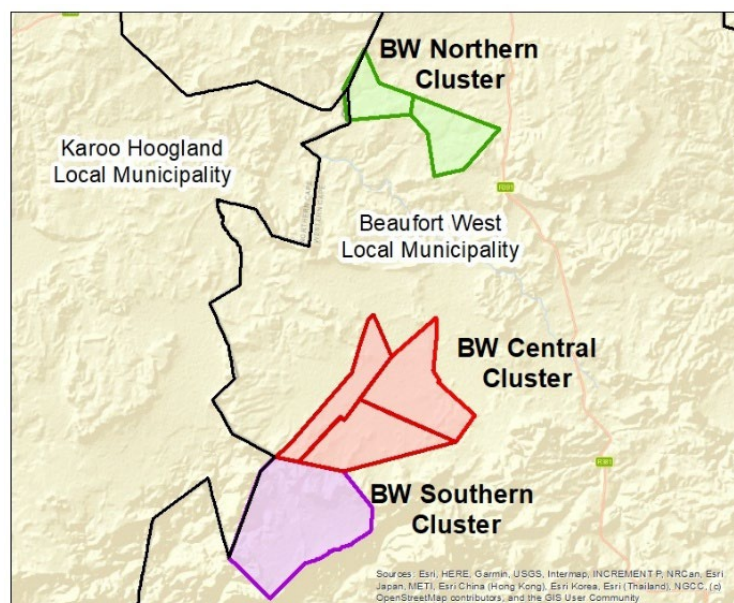 BW Northern
Cluster
Karoo Hoogland
Local Municipality
Beaufort West
Local Municipality
BW Central
Cluster
BW Southern
Cluster
Sources: Esri, HERE, Garmin, USGS, Intermap, INCREMENT P, NRCan, Esri
Japan, METI, Esri China (Hong Kong), Esri Korea, Esri (Thailand), NGCC, (c)
OpenStreetMap contributors, and the GIS User Community